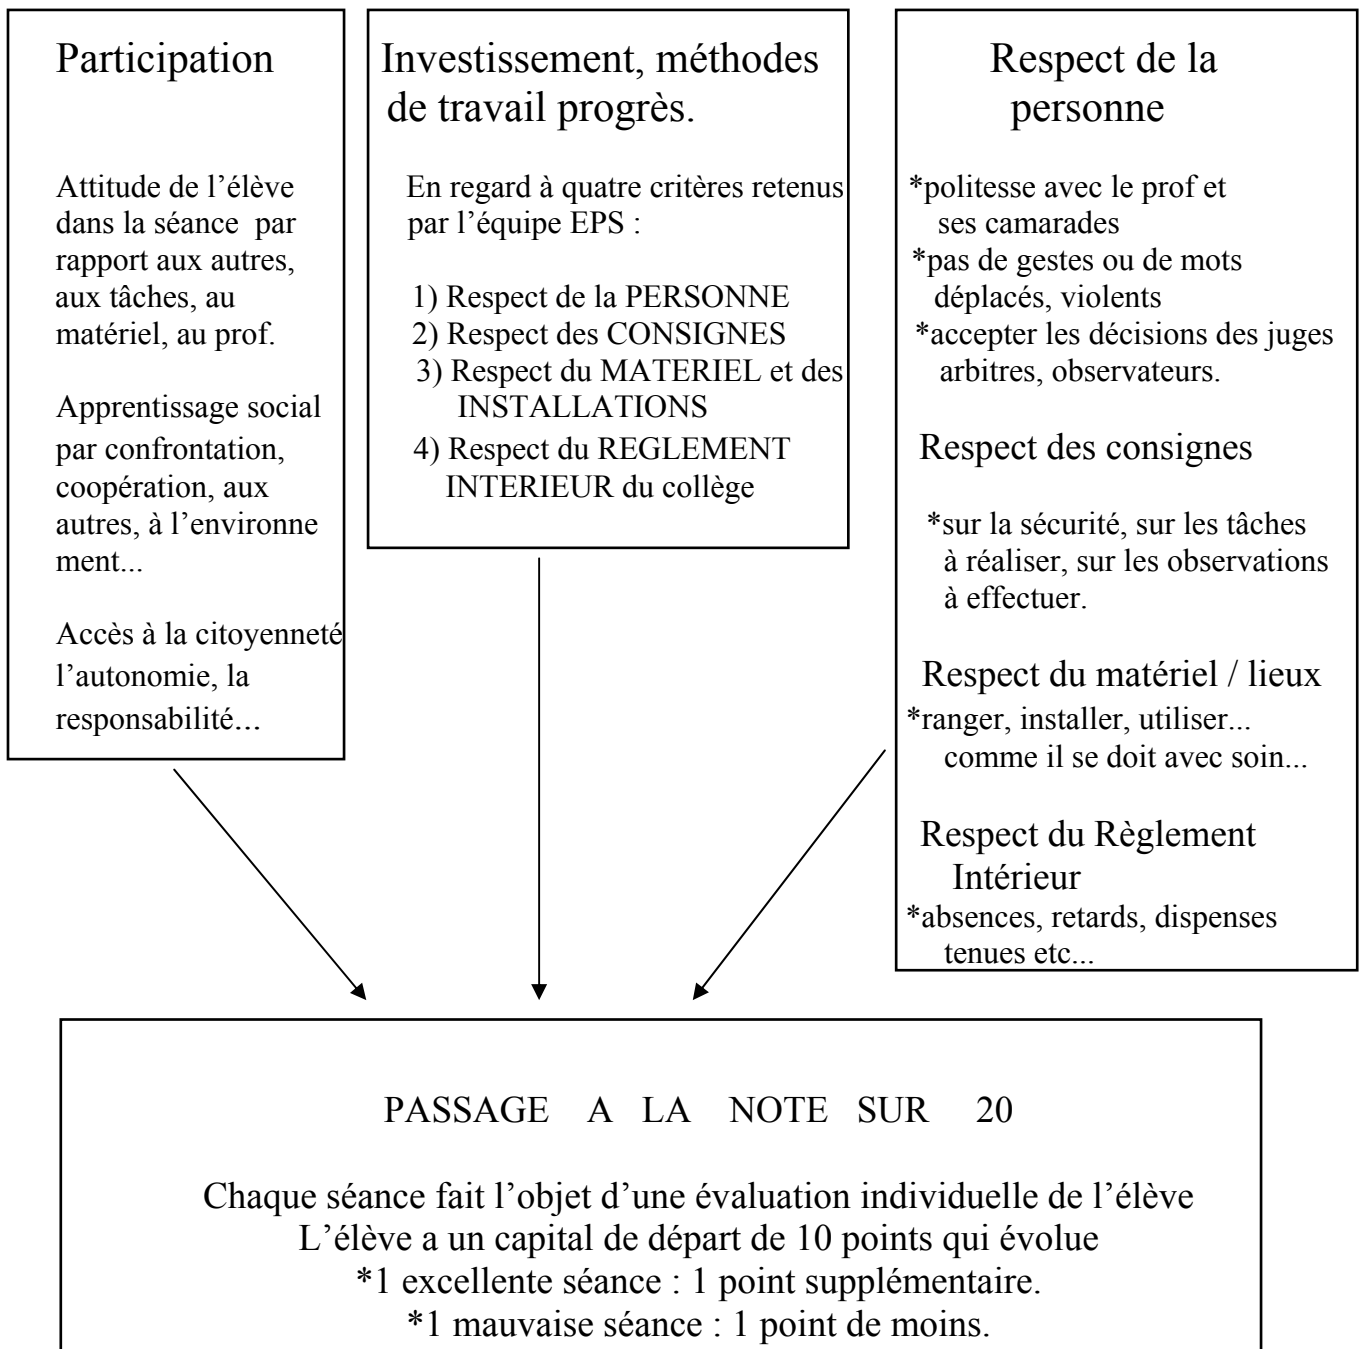 Participation
Attitude de l’élève
dans la séance par
rapport aux autres,
aux tâches, au
matériel, au prof.
Apprentissage social
par confrontation,
coopération, aux
autres, à l’environne
ment...
Accès à la citoyenneté
l’autonomie, la
responsabilité...
Investissement, méthodes
de travail progrès.
En regard à quatre critères retenus
par l’équipe EPS :
1) Respect de la PERSONNE
2) Respect des CONSIGNES
3) Respect du MATERIEL et des
INSTALLATIONS
4) Respect du REGLEMENT
INTERIEUR du collège
Respect de la
personne
*politesse avec le prof et
ses camarades
*pas de gestes ou de mots
déplacés, violents
*accepter les décisions des juges
arbitres, observateurs.
Respect des consignes
*sur la sécurité, sur les tâches
à réaliser, sur les observations
à effectuer.
Respect du matériel / lieux
*ranger, installer, utiliser...
comme il se doit avec soin...
Respect du Règlement
Intérieur
*absences, retards, dispenses
tenues etc...
PASSAGE A LA NOTE SUR 20
Chaque séance fait l’objet d’une évaluation individuelle de l’élève
L’élève a un capital de départ de 10 points qui évolue
*1 excellente séance : 1 point supplémentaire.
*1 mauvaise séance : 1 point de moins.